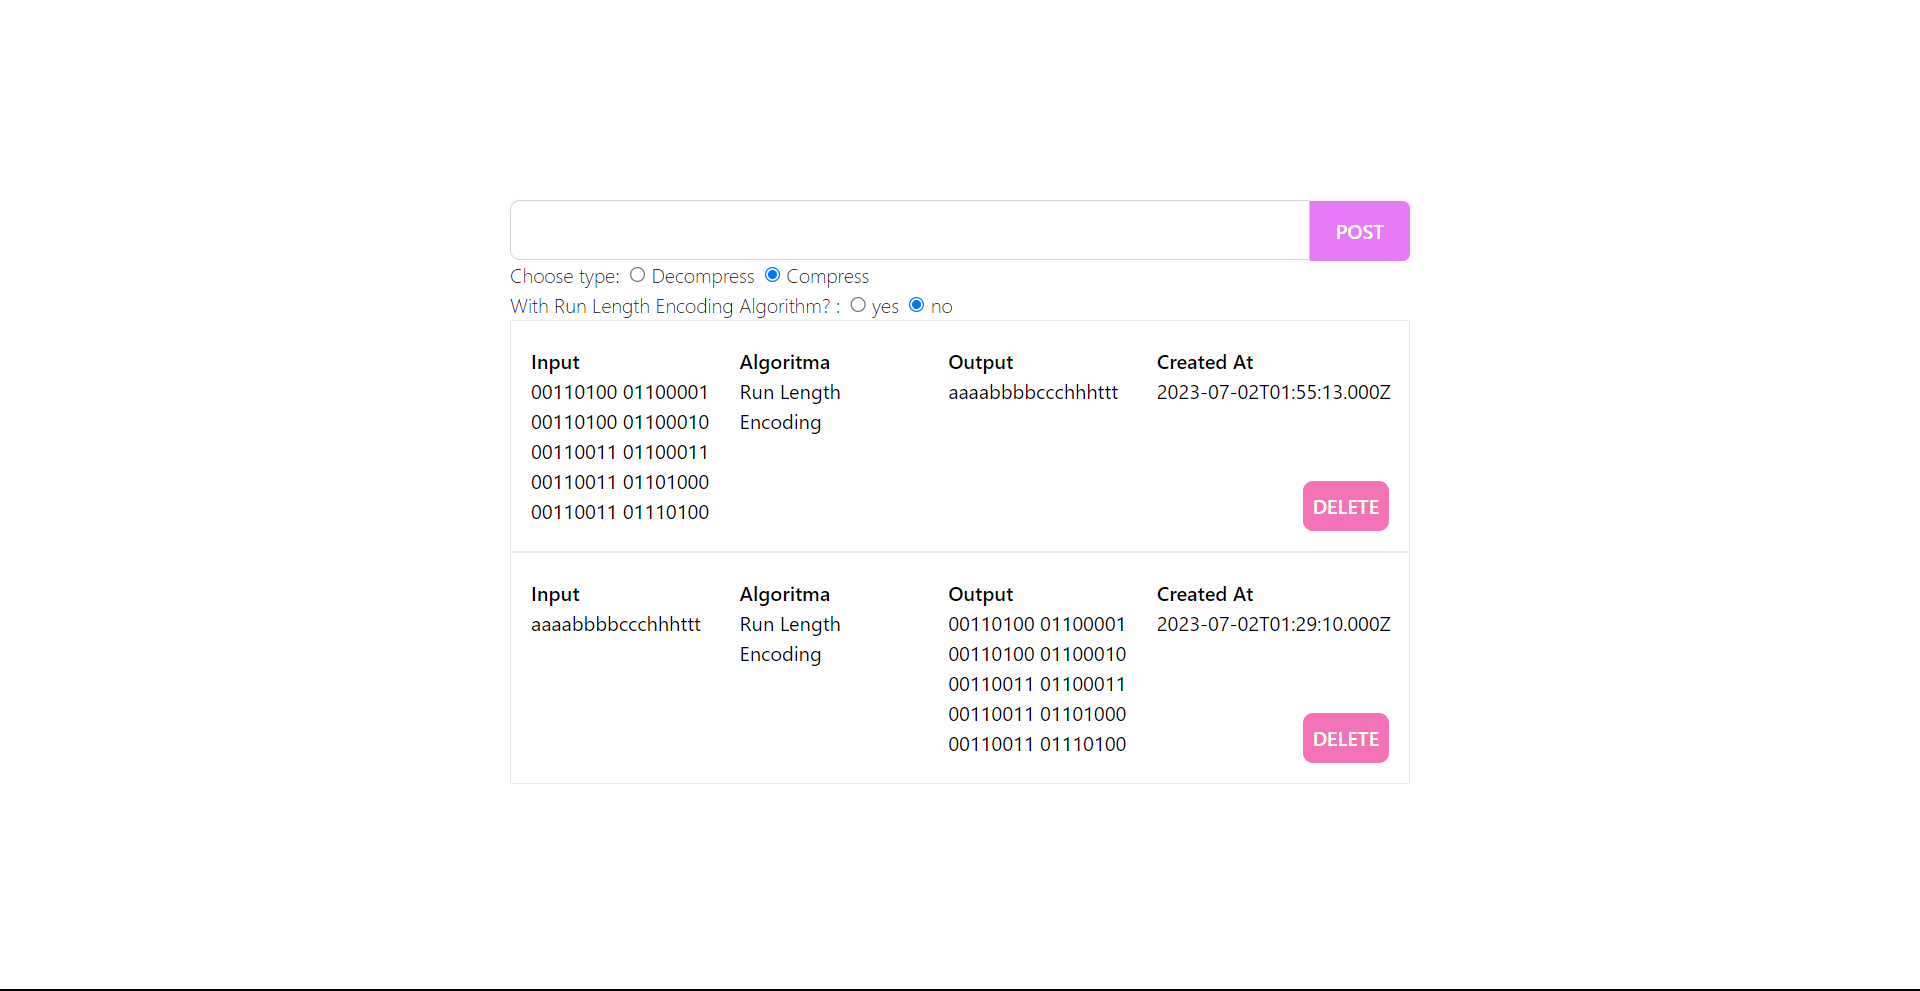 POST
Choose type: Decompress Compress
With Run Length Encoding Algorithm? : yes no
Input
00110100 01100001
00110100 01100010
00110011 01100011
00110011 01101000
00110011 01110100
Algoritma
Run Length
Encoding
Output
aaaabbbbccchhhttt
Created At
2023-07-02T01:55:13.000Z
DELETE
Input
aaaabbbbccchhhttt
Algoritma
Run Length
Encoding
Output
00110100 01100001
00110100 01100010
00110011 01100011
00110011 01101000
00110011 01110100
Created At
2023-07-02T01:29:10.000Z
DELETE